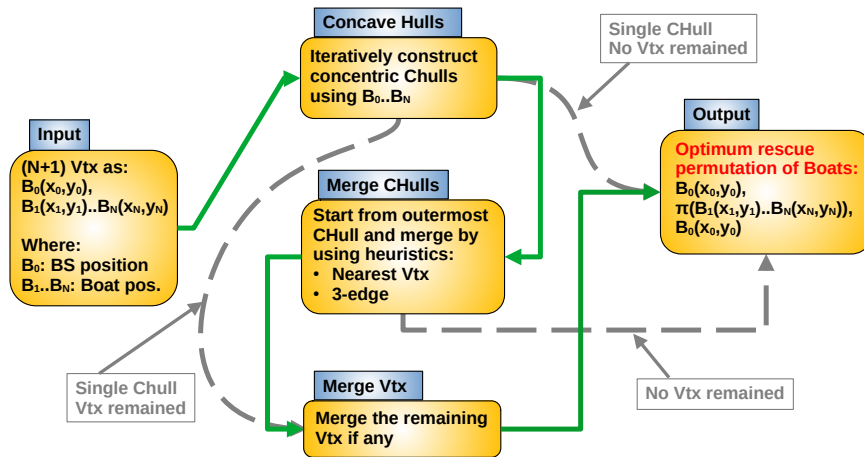 Concave Hulls
Iteratively construct
concentric Chulls
using B₀..B_N
Single CHull
No Vtx remained
Input
(N+1) Vtx as:
B₀(x₀,y₀),
B₁(x₁,y₁)..B_N(x_N,y_N)
Where:
B₀: BS position
B₁..B_N: Boat pos.
Merge CHulls
Start from outermost
CHull and merge by
using heuristics:
• Nearest Vtx
• 3-edge
Output
Optimum rescue
permutation of Boats:
B₀(x₀,y₀),
π(B₁(x₁,y₁)..B_N(x_N,y_N)),
B₀(x₀,y₀)
Single Chull
Vtx remained
Merge Vtx
Merge the remaining
Vtx if any
No Vtx remained